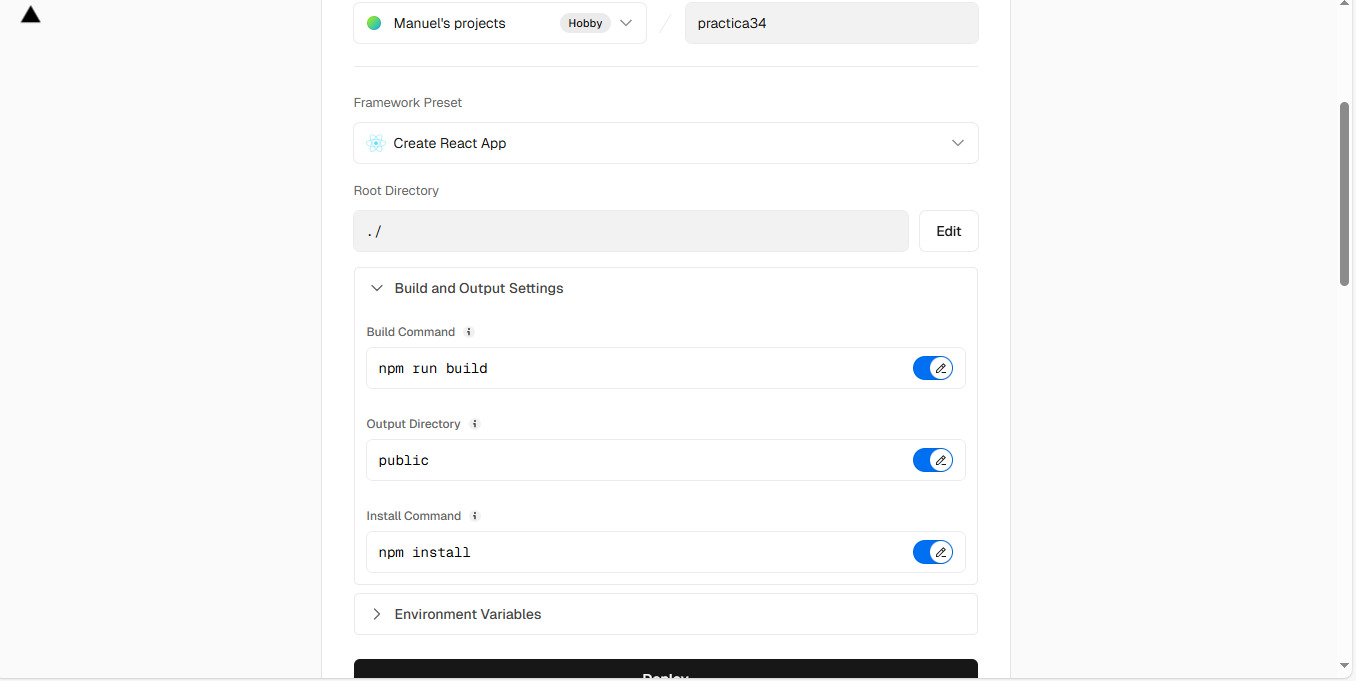 Manuel's projects Hobby / practica34
Framework Preset
Create React App
Root Directory
./ Edit
Build and Output Settings
Build Command
npm run build
Output Directory
public
Install Command
npm install
Environment Variables
Deploy